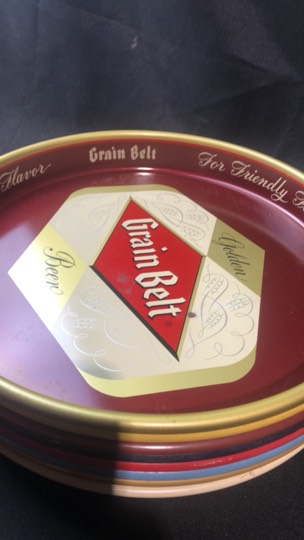 Flavor
Grain Belt
For Friendly
Golden
Grain Belt
Beer